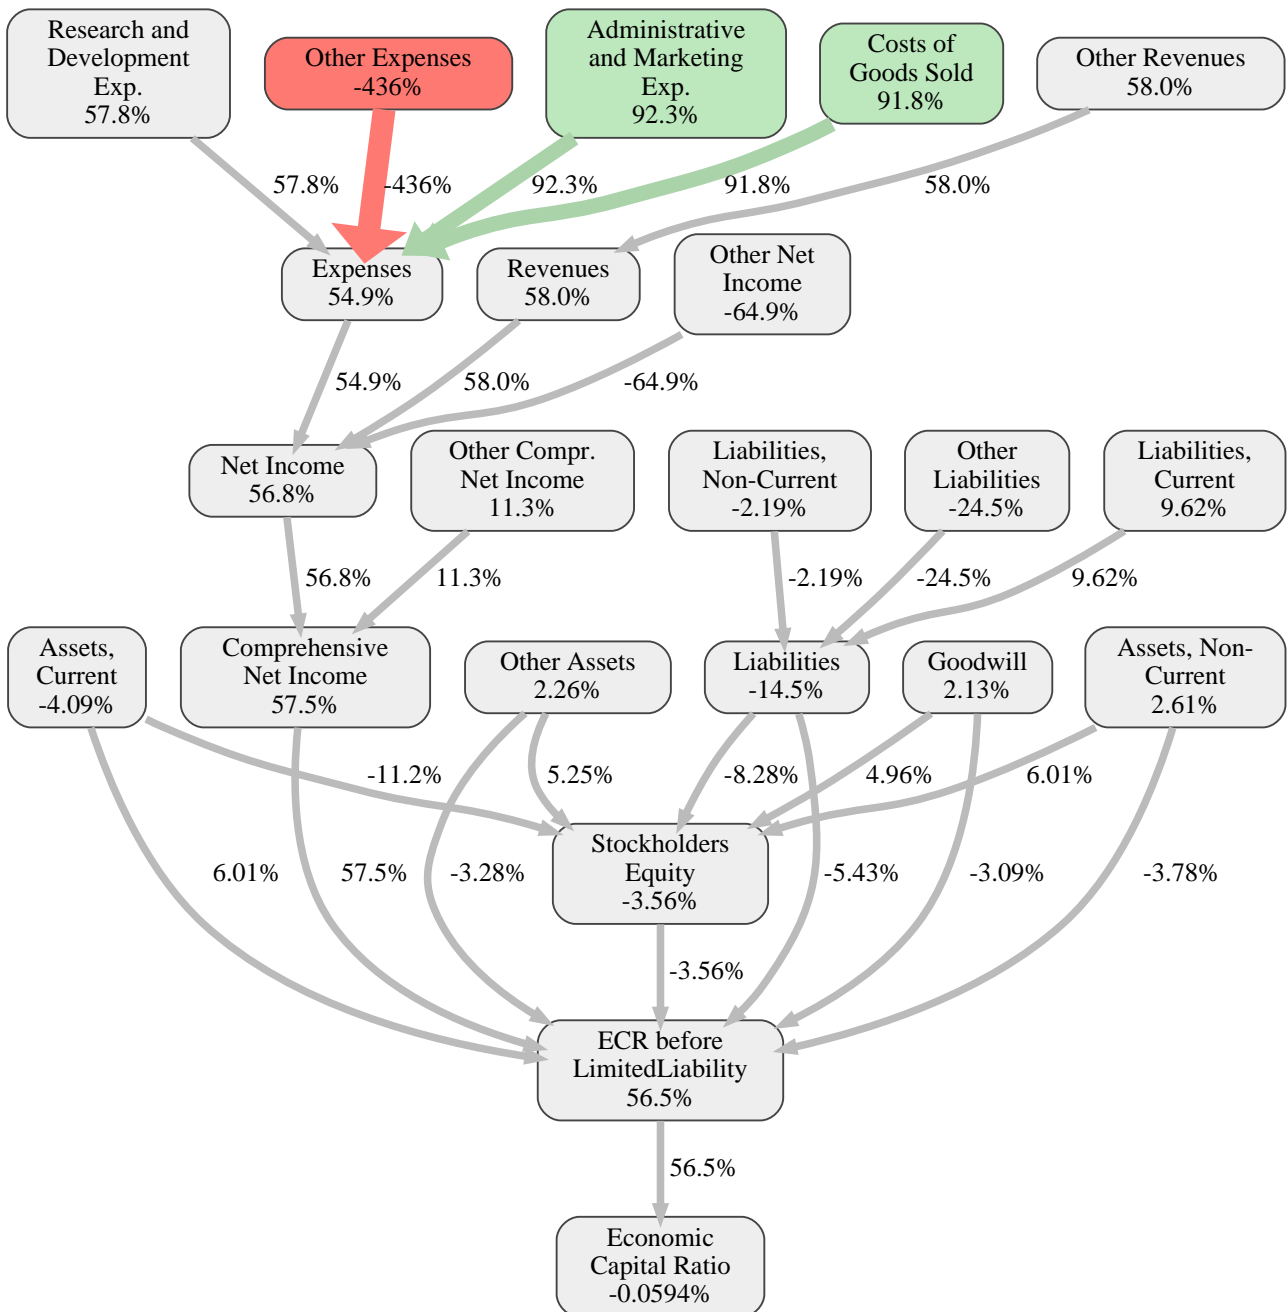 Research and
Development
Exp.
57.8%
Other Expenses
-436%
Administrative
and Marketing
Exp.
92.3%
Costs of
Goods Sold
91.8%
Other Revenues
58.0%
57.8%
-436%
92.3%
91.8%
58.0%
Expenses
54.9%
Revenues
58.0%
Other Net
Income
-64.9%
54.9%
58.0%
-64.9%
Net Income
56.8%
Other Compr.
Net Income
11.3%
Liabilities,
Non-Current
-2.19%
Other
Liabilities
-24.5%
Liabilities,
Current
9.62%
56.8%
11.3%
-2.19%
-24.5%
9.62%
Assets,
Current
-4.09%
Comprehensive
Net Income
57.5%
Other Assets
2.26%
Liabilities
-14.5%
Goodwill
2.13%
Assets, Non-
Current
2.61%
-11.2%
5.25%
-8.28%
4.96%
6.01%
Stockholders
Equity
-3.56%
6.01%
57.5%
-3.28%
-5.43%
-3.09%
-3.78%
-3.56%
ECR before
LimitedLiability
56.5%
56.5%
Economic
Capital Ratio
-0.0594%